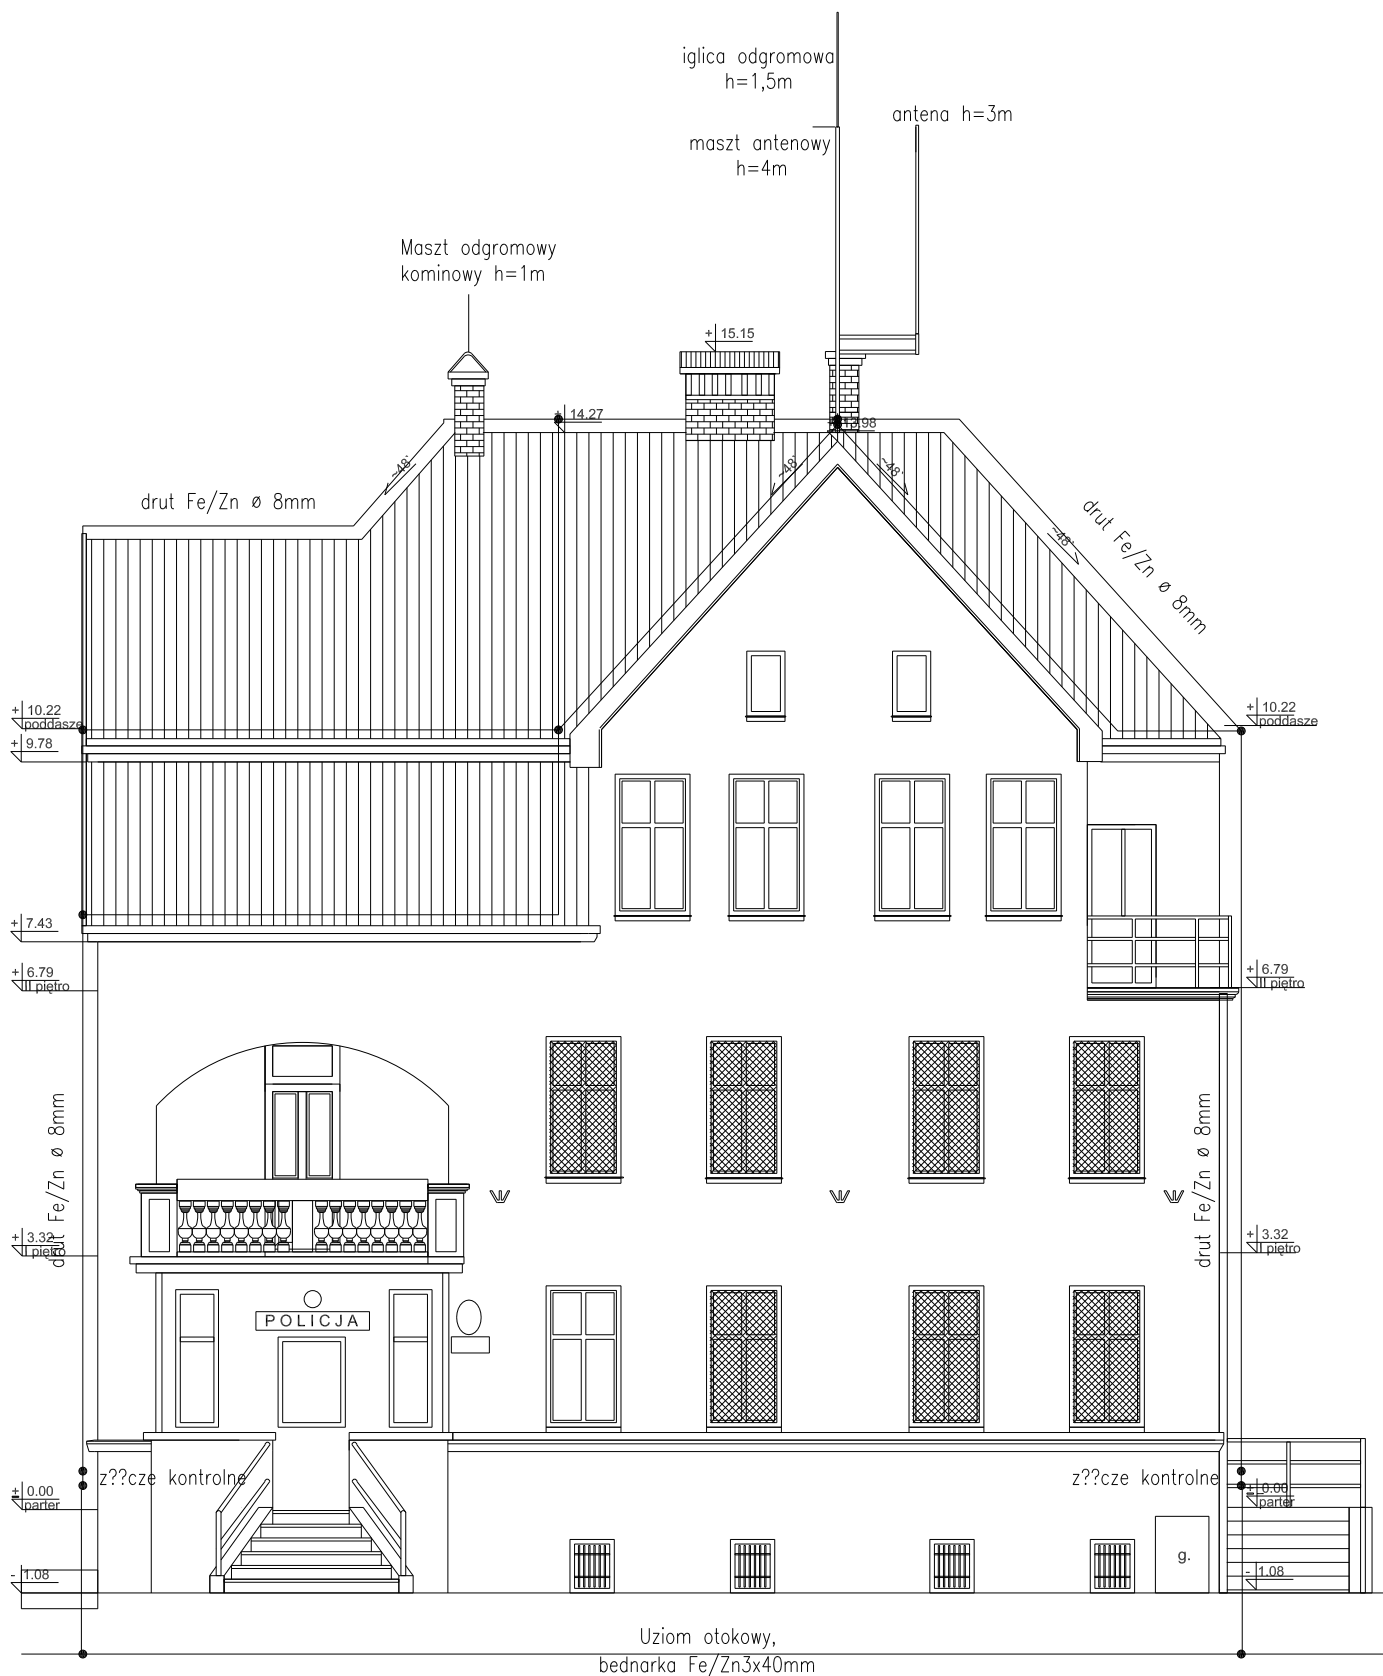 iglica odgromowa
h=1,5m
antena h=3m
maszt antenowy
h=4m
Maszt odgromowy
kominowy h=1m
+ 15.15
+ 14.27
13.98
~48°
~48°
~48°
~48°
drut Fe/Zn ø 8mm
drut Fe/Zn ø 8mm
+ 10.22
poddasze
+ 10.22
poddasze
+ 9.78
+ 7.43
+ 6.79
II piętro
+ 6.79
II piętro
drut Fe/Zn ø 8mm
drut Fe/Zn ø 8mm
+ 3.32
I piętro
+ 3.32
I piętro
POLICJA
z??cze kontrolne
z??cze kontrolne
± 0.00
parter
± 0.00
parter
g.
- 1.08
- 1.08
Uziom otokowy,
bednarka Fe/Zn3x40mm